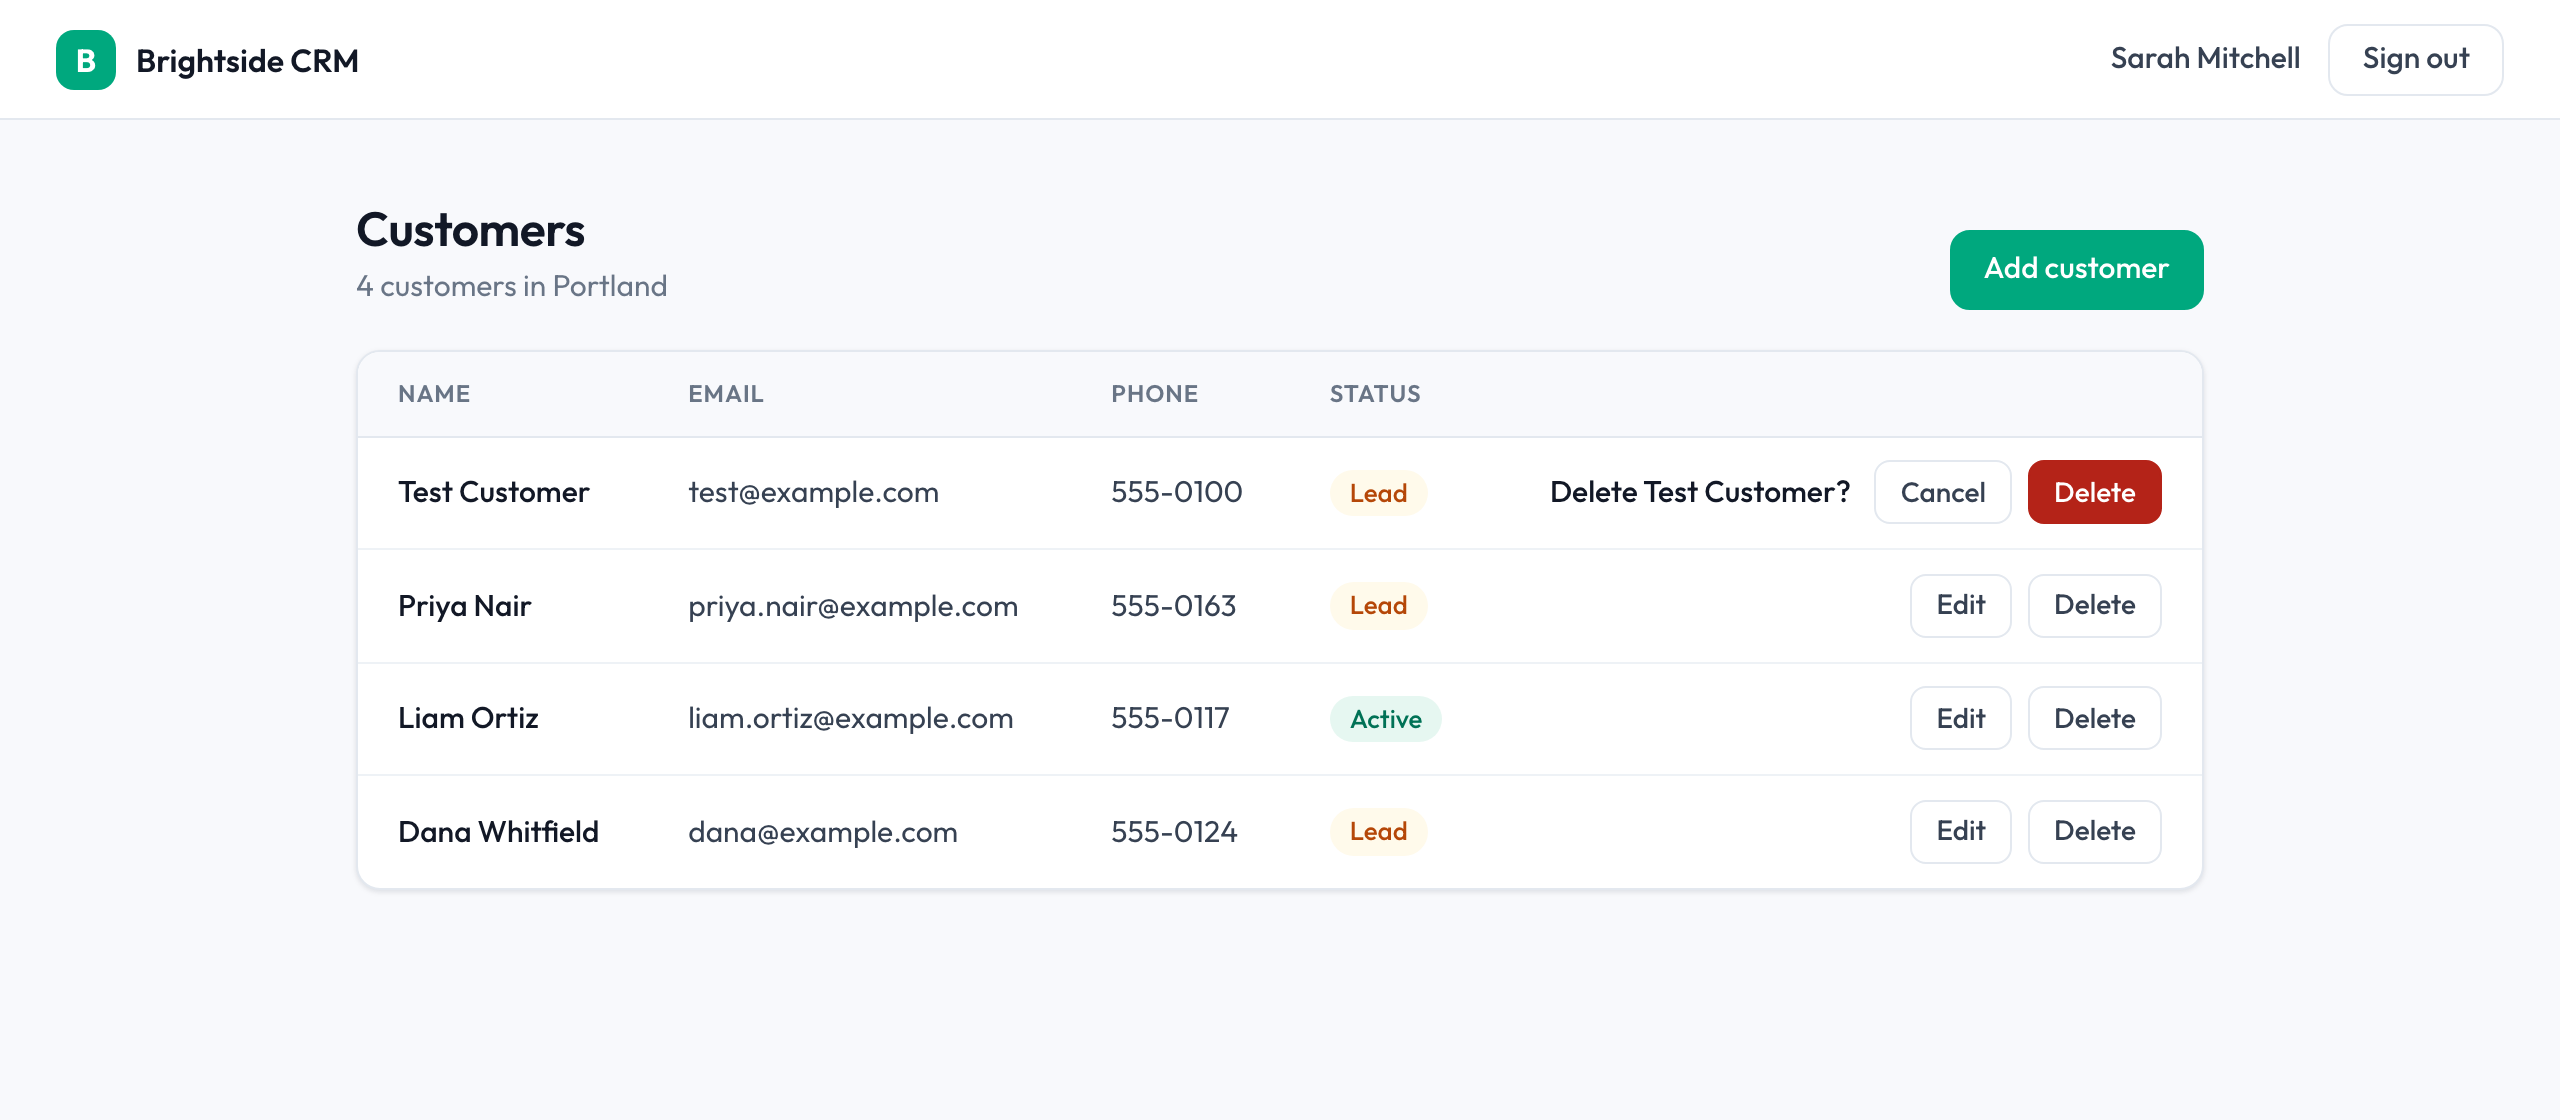 B Brightside CRM Sarah Mitchell Sign out
Customers
4 customers in Portland
Add customer
NAME EMAIL PHONE STATUS
Test Customer test@example.com 555-0100 Lead Delete Test Customer? Cancel Delete
Priya Nair priya.nair@example.com 555-0163 Lead Edit Delete
Liam Ortiz liam.ortiz@example.com 555-0117 Active Edit Delete
Dana Whitfield dana@example.com 555-0124 Lead Edit Delete